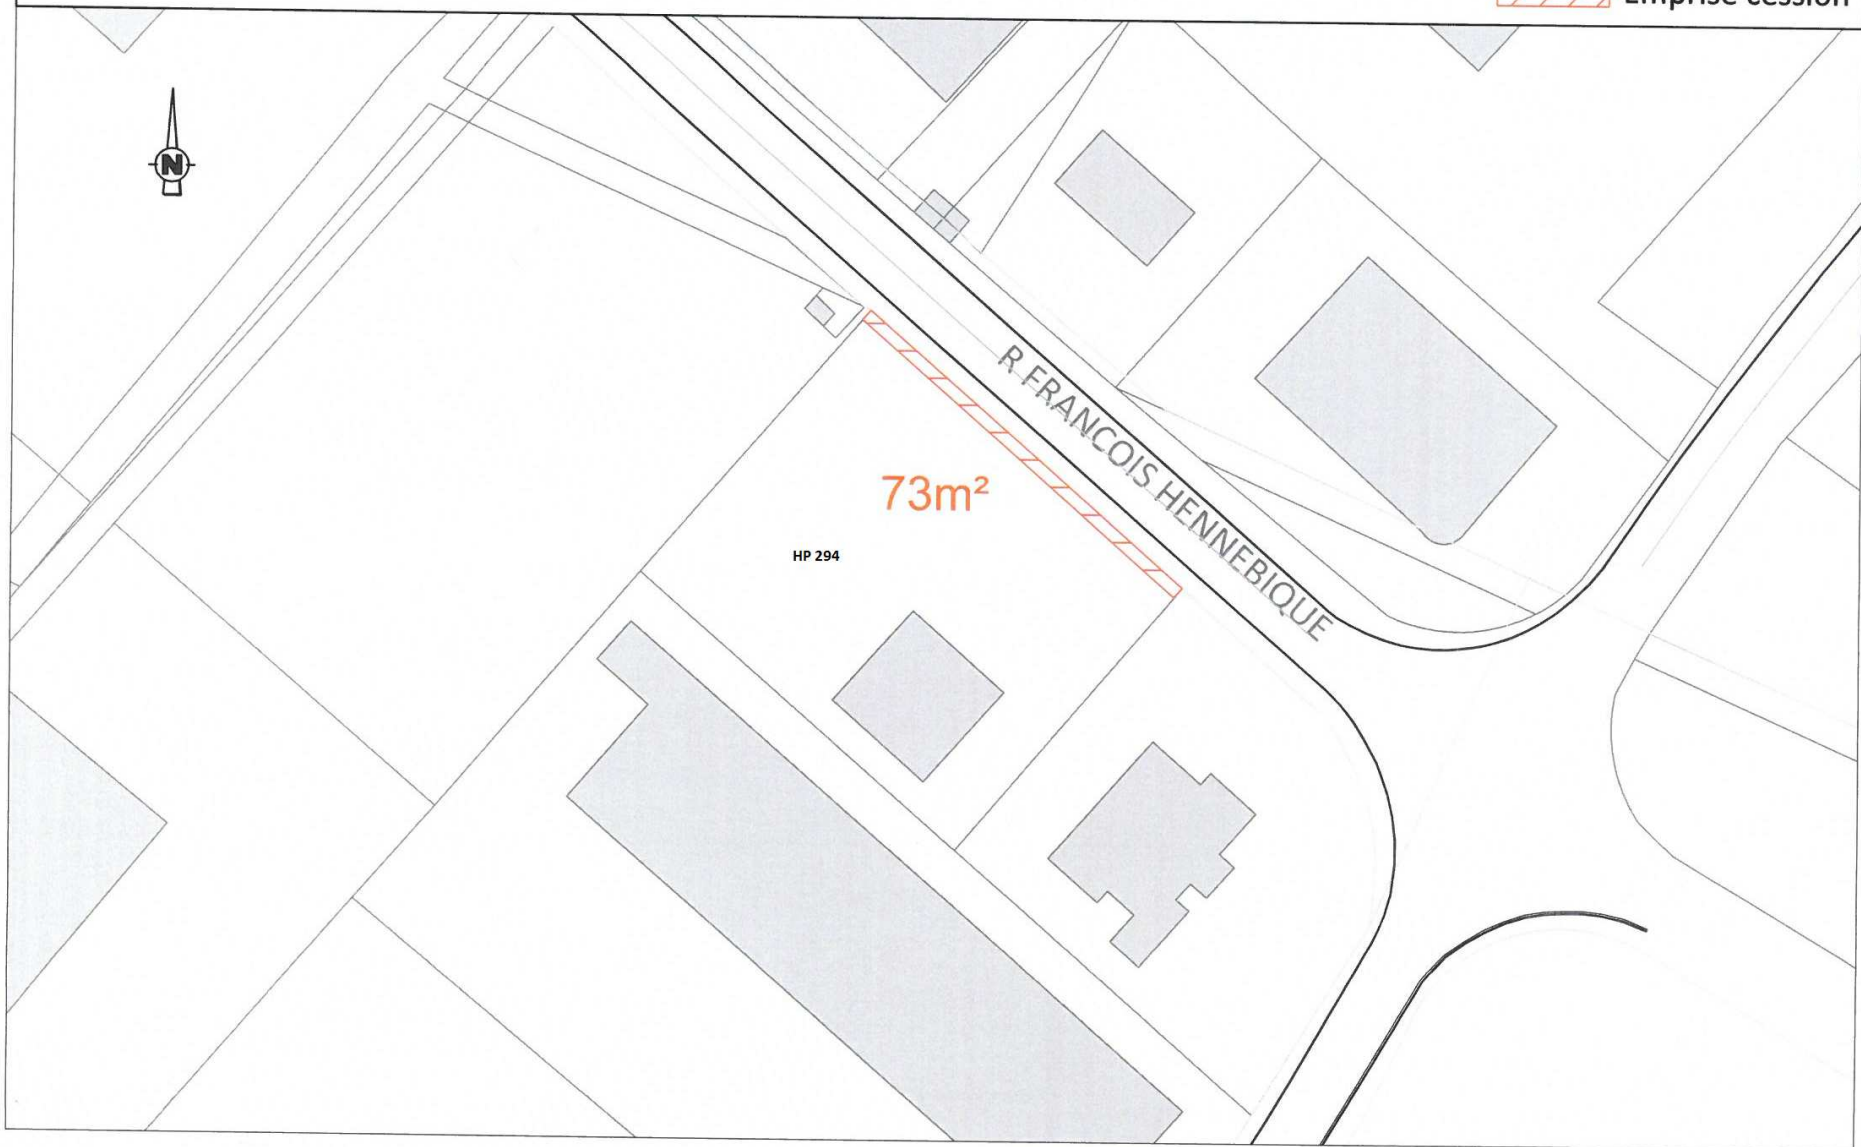 Emprise cession
N
R FRANCOIS HENNEBIQUE
73m²
HP 294